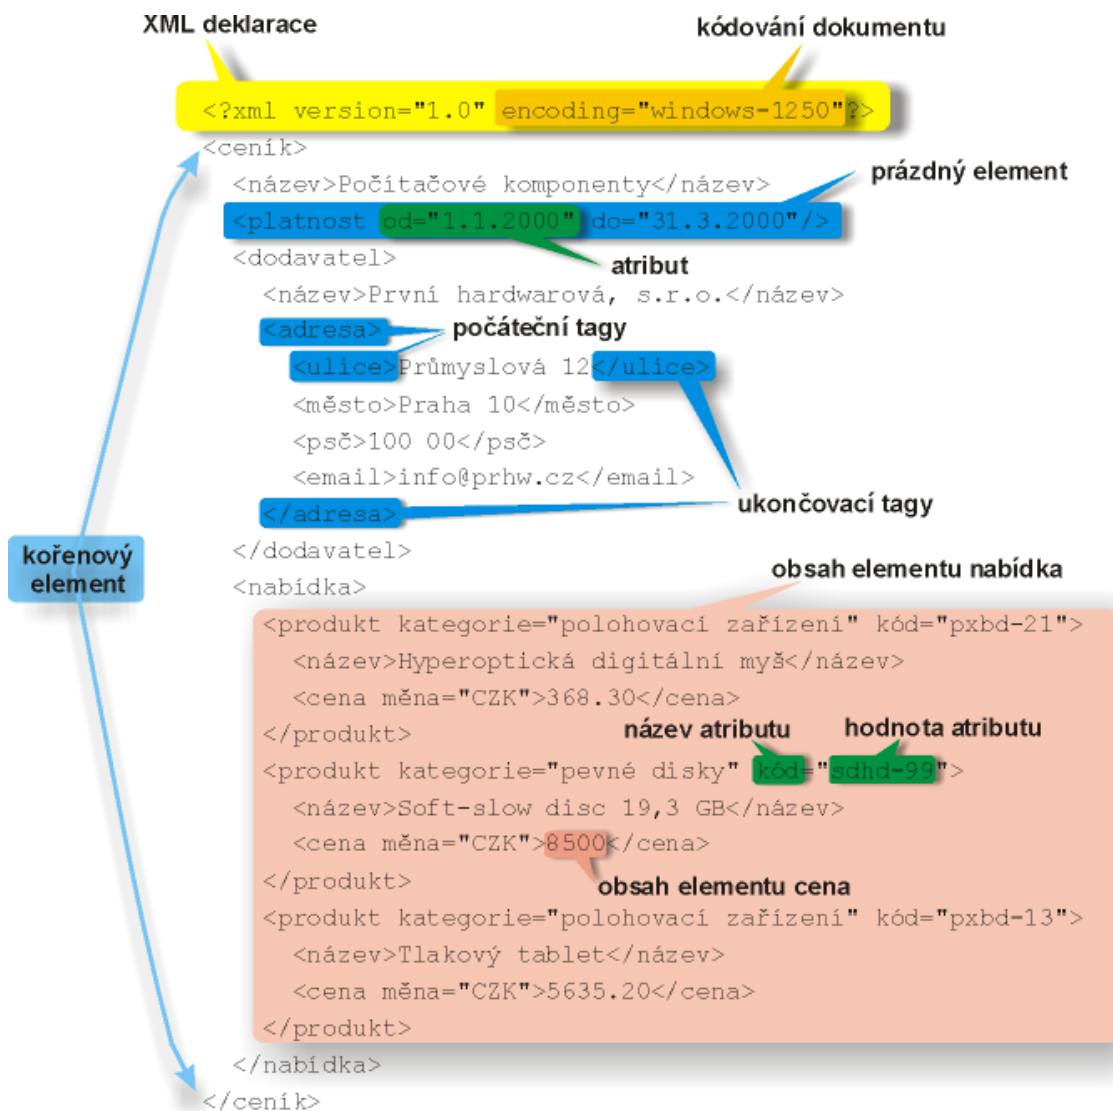 XML deklarace
kódování dokumentu
<?xml version="1.0" encoding="windows-1250"?>
<ceník>
<název>Počítačové komponenty</název>
prázdný element
<platnost od="1.1.2000" do="31.3.2000"/>
<dodavatel>
atribut
<název>První hardwarová, s.r.o.</název>
<adresa>
počáteční tagy
<ulice>Průmyslová 12</ulice>
<město>Praha 10</město>
<psč>100 00</psč>
<email>info@prhw.cz</email>
ukončovací tagy
</adresa>
</dodavatel>
kořenový
element
obsah elementu nabídka
<nabídka>
<produkt kategorie="polohovací zařízení" kód="pxbd-21">
<název>Hyperoptická digitální myš</název>
<cena měna="CZK">368.30</cena>
</produkt>
název atributu
hodnota atributu
<produkt kategorie="pevné disky" kód="sdhd-99">
<název>Soft-slow disc 19,3 GB</název>
<cena měna="CZK">8500</cena>
</produkt>
obsah elementu cena
<produkt kategorie="polohovací zařízení" kód="pxbd-13">
<název>Tlakový tablet</název>
<cena měna="CZK">5635.20</cena>
</produkt>
</nabídka>
</ceník>